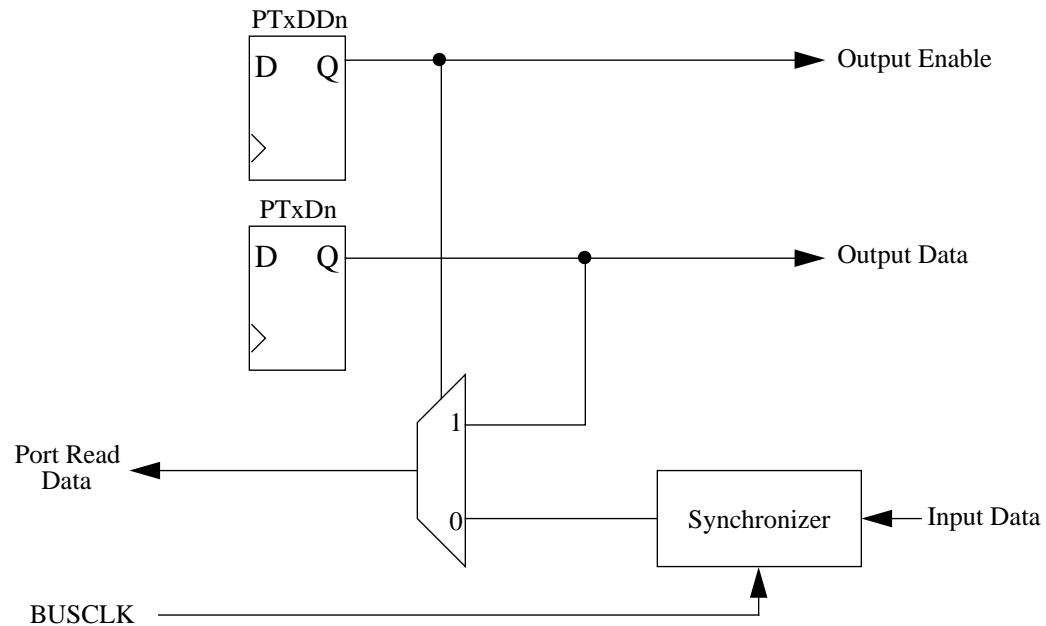 PTxDDn
D Q
Output Enable
PTxDn
D Q
Output Data
1
Port Read
Data
0
Synchronizer
Input Data
BUSCLK